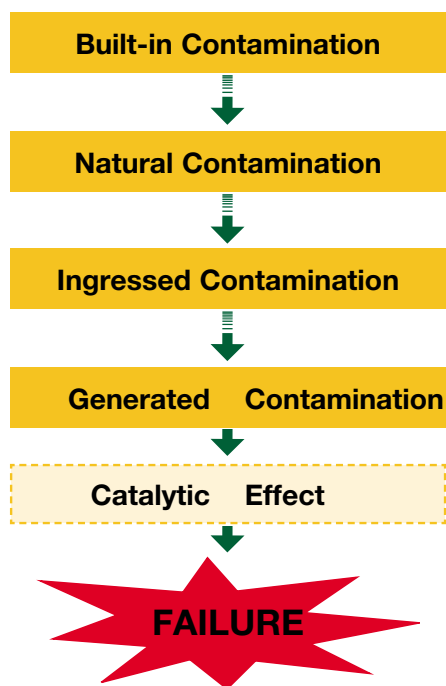 Built-in Contamination
Natural Contamination
Ingressed Contamination
Generated Contamination
Catalytic Effect
FAILURE